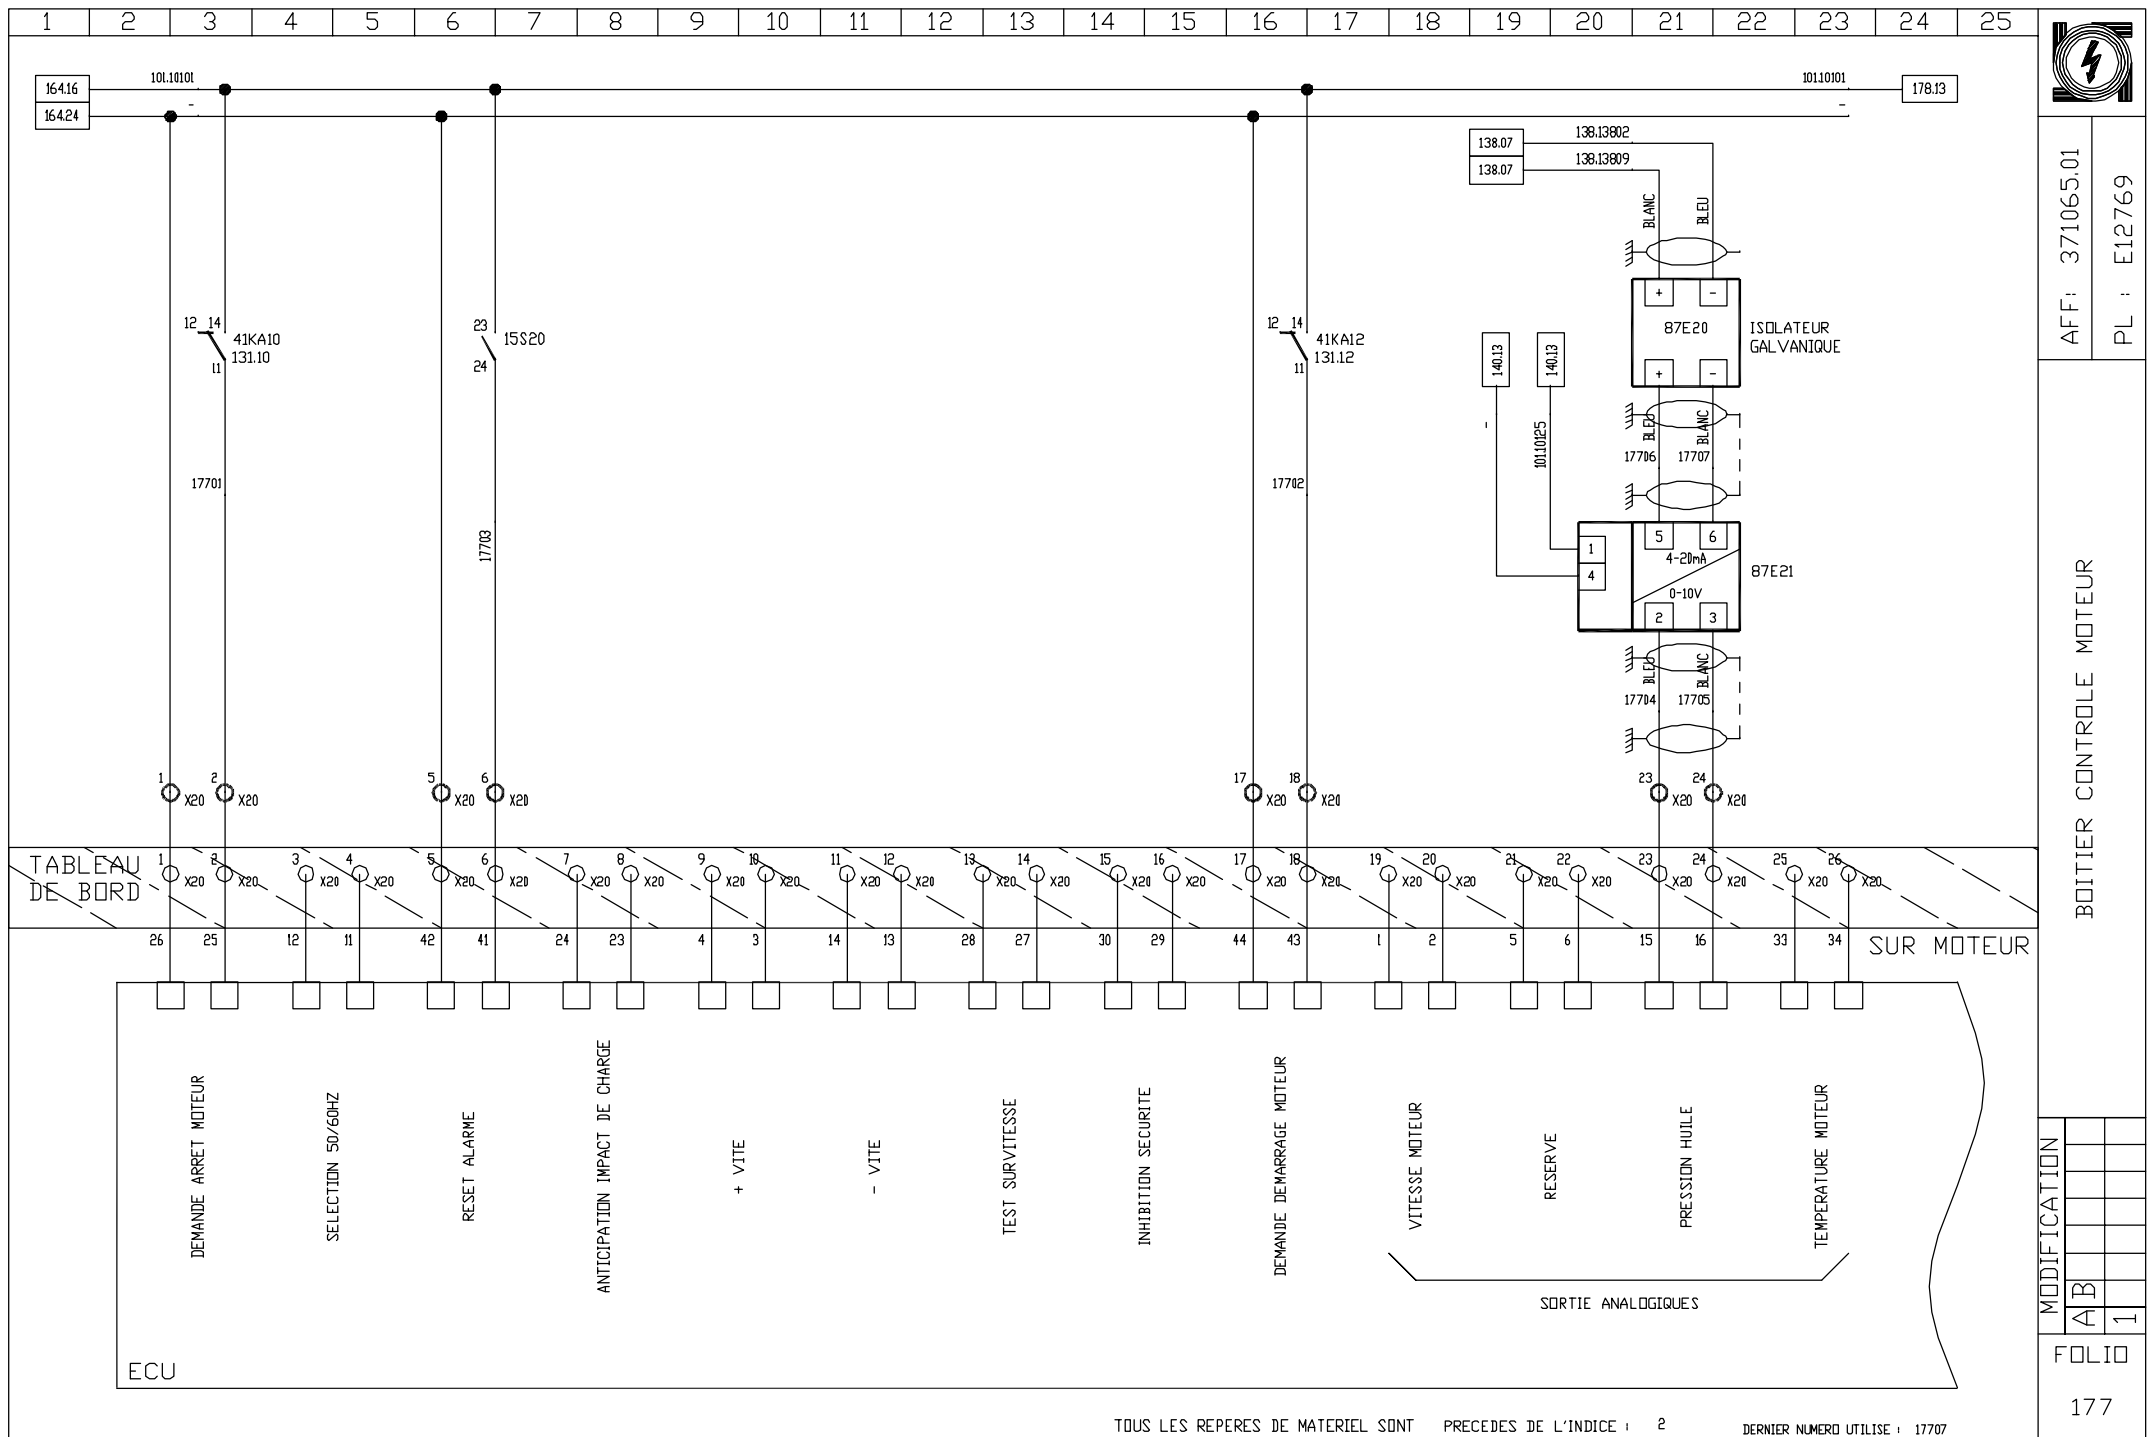 1 2 3 4 5 6 7 8 9 10 11 12 13 14 15 16 17 18 19 20 21 22 23 24 25
164.16
101.10101
101.10101
178.13
164.24
-
-
138.07
138.13802
138.07
138.13809
BLANC
BLEU
+ -
87E20
ISOLATEUR
GALVANIQUE
+ -
12 14
41KA10
131.10
11
23
15S20
24
12 14
41KA12
131.12
11
140.13
140.13
-
101.10125
BLEU
BLANC
17706 17707
17701
17702
17703
5 6
1
4
4-20mA
0-10V
87E21
2 3
BLEU
BLANC
17704 17705
1 2 5 6 17 18 23 24
X20 X20 X20 X20 X20 X20 X20 X20
TABLEAU
DE BORD
1 2 3 4 5 6 7 8 9 10 11 12 13 14 15 16 17 18 19 20 21 22 23 24 25 26
X20 X20 X20 X20 X20 X20 X20 X20 X20 X20 X20 X20 X20 X20 X20 X20 X20 X20 X20 X20 X20 X20 X20 X20 X20 X20
26 25 12 11 42 41 24 23 4 3 14 13 28 27 30 29 44 43 1 2 5 6 15 16 33 34
SUR MOTEUR
DEMANDE ARRET MOTEUR
SELECTION 50/60HZ
RESET ALARME
ANTICIPATION IMPACT DE CHARGE
+ VITE
- VITE
TEST SURVITESSE
INHIBITION SECURITE
DEMANDE DEMARRAGE MOTEUR
VITESSE MOTEUR
RESERVE
PRESSION HUILE
TEMPERATURE MOTEUR
SORTIE ANALOGIQUES
ECU
TOUS LES REPERES DE MATERIEL SONT PRECEDES DE L'INDICE : 2
DERNIER NUMERO UTILISE : 17707
AFF: 371065.01
PL : E12769
BOITIER CONTROLE MOTEUR
MODIFICATION
B
A 1
FOLIO
177